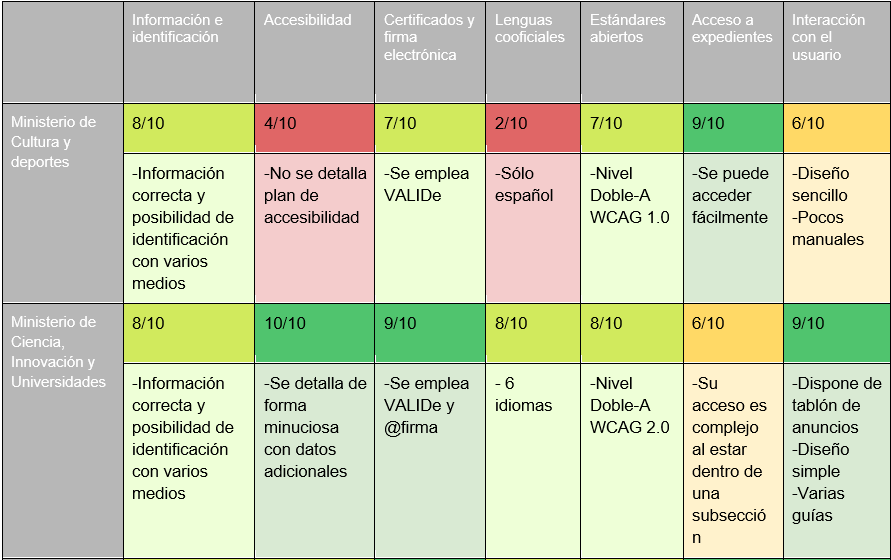 Información e
identificación
Accesibilidad
Certificados y
firma
electrónica
Lenguas
cooficiales
Estándares
abiertos
Acceso a
expedientes
Interacción
con el
usuario
Ministerio de
Cultura y
deportes
8/10
4/10
7/10
2/10
7/10
9/10
6/10
-Información
correcta y
posibilidad de
identificación
con varios
medios
-No se detalla
plan de
accesibilidad
-Se emplea
VALIDe
-Sólo
español
-Nivel
Doble-A
WCAG 1.0
-Se puede
acceder
fácilmente
-Diseño
sencillo
-Pocos
manuales
Ministerio de
Ciencia,
Innovación y
Universidades
8/10
10/10
9/10
8/10
8/10
6/10
9/10
-Información
correcta y
posibilidad de
identificación
con varios
medios
-Se detalla de
forma
minuciosa
con datos
adicionales
-Se emplea
VALIDe y
@firma
- 6
idiomas
-Nivel
Doble-A
WCAG 2.0
-Su
acceso es
complejo
al estar
dentro de
una
subsecció
n
-Dispone de
tablón de
anuncios
-Diseño
simple
-Varias
guías